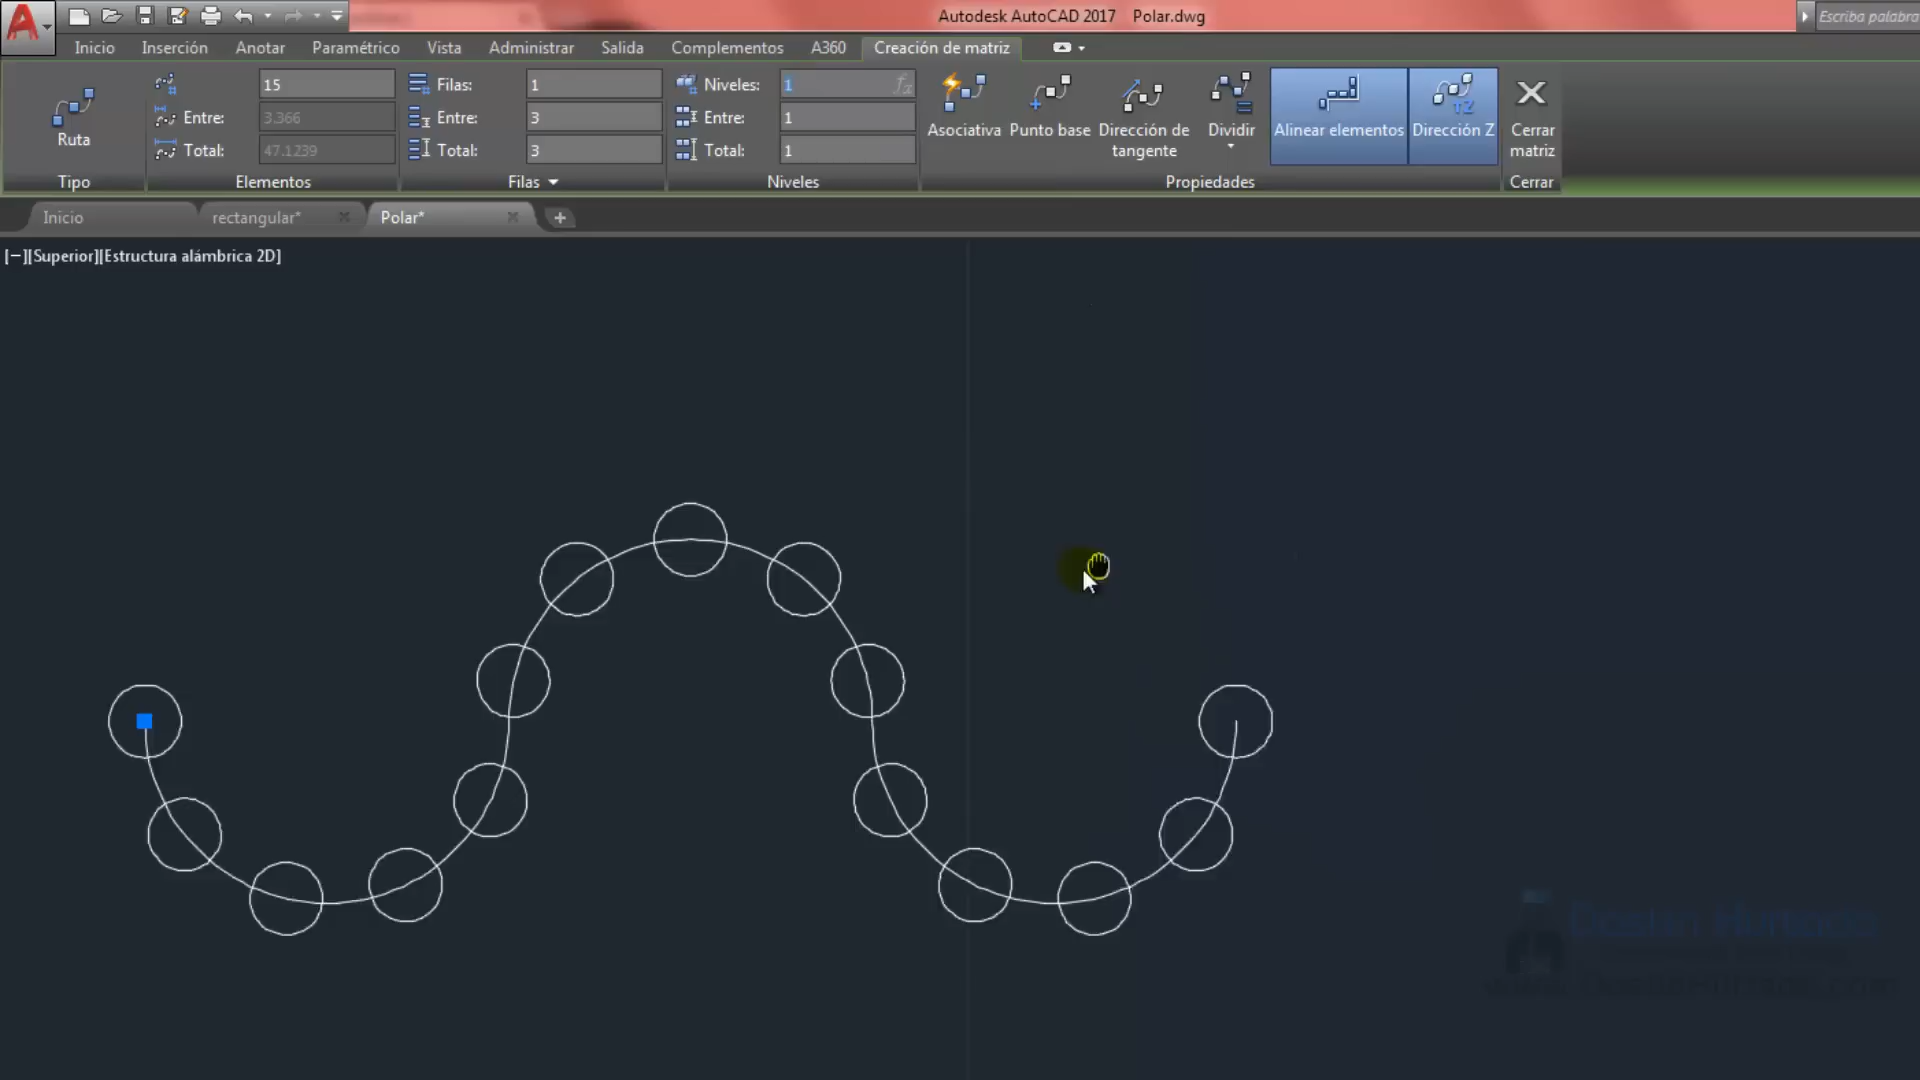 Autodesk AutoCAD 2017 Polar.dwg
Escriba palabra
Inicio Inserción Anotar Paramétrico Vista Administrar Salida Complementos A360 Creación de matriz
Ruta
Tipo
15
Entre: 3.366
Total: 47.1239
Elementos
Filas: 1
Entre: 3
Total: 3
Filas
Niveles: 1
Entre: 1
Total: 1
Niveles
Asociativa
Punto base
Dirección de
tangente
Dividir
Alinear elementos
Dirección Z
Propiedades
Cerrar
matriz
Cerrar
Inicio rectangular* Polar*
[−][Superior][Estructura alámbrica 2D]